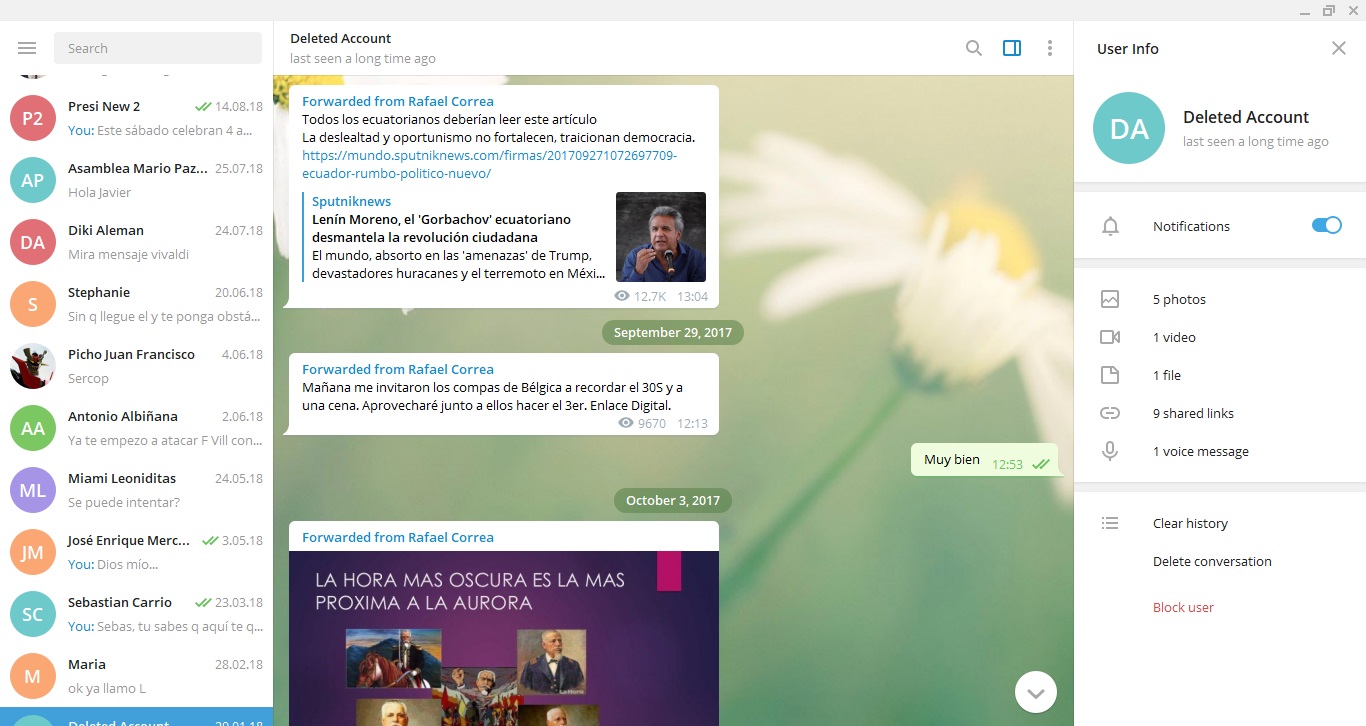 Search
P2
Presi New 2
14.08.18
You: Este sábado celebran 4 a...
AP
Asamblea Mario Paz...
25.07.18
Hola Javier
DA
Diki Aleman
24.07.18
Mira mensaje vivaldi
S
Stephanie
20.06.18
Sin q llegue el y te ponga obstá...
Picho Juan Francisco
4.06.18
Sercop
AA
Antonio Albiñana
2.06.18
Ya te empezo a atacar F Vill con...
ML
Miami Leoniditas
24.05.18
Se puede intentar?
JM
José Enrique Merc...
3.05.18
You: Dios mío...
SC
Sebastian Carrio
23.03.18
You: Sebas, tu sabes q aquí te q...
M
Maria
28.02.18
ok ya llamo L
Deleted Account
Deleted Account
last seen a long time ago
Forwarded from Rafael Correa
Todos los ecuatorianos deberían leer este artículo
La deslealtad y oportunismo no fortalecen, traicionan democracia.
https://mundo.sputniknews.com/firmas/201709271072697709-
ecuador-rumbo-politico-nuevo/
Sputniknews
Lenín Moreno, el 'Gorbachov' ecuatoriano
desmantela la revolución ciudadana
El mundo, absorto en las 'amenazas' de Trump,
devastadores huracanes y el terremoto en Méxi...
12.7K 13:04
September 29, 2017
Forwarded from Rafael Correa
Mañana me invitaron los compas de Bélgica a recordar el 30S y a
una cena. Aprovecharé junto a ellos hacer el 3er. Enlace Digital.
9670 12:13
Muy bien 12:53
October 3, 2017
Forwarded from Rafael Correa
LA HORA MAS OSCURA ES LA MAS
PROXIMA A LA AURORA
User Info
DA
Deleted Account
last seen a long time ago
Notifications
5 photos
1 video
1 file
9 shared links
1 voice message
Clear history
Delete conversation
Block user